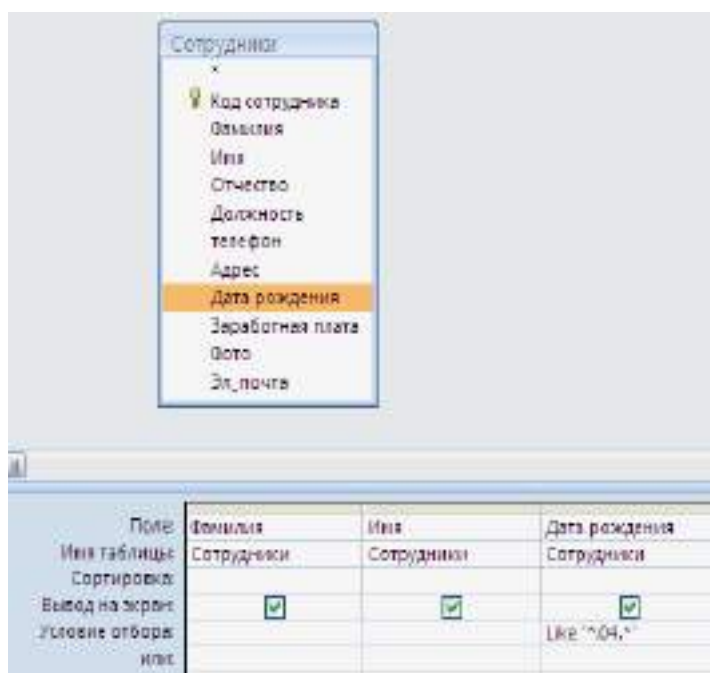 Сотрудники
*
Код сотрудника
Фамилия
Имя
Отчество
Должность
телефон
Адрес
Дата рождения
Заработная плата
Фото
Эл_почта
Поле: Фамилия Имя Дата рождения
Имя таблицы: Сотрудники Сотрудники Сотрудники
Сортировка:
Вывод на экран:
Условие отбора: Like "*.04.*"
или: